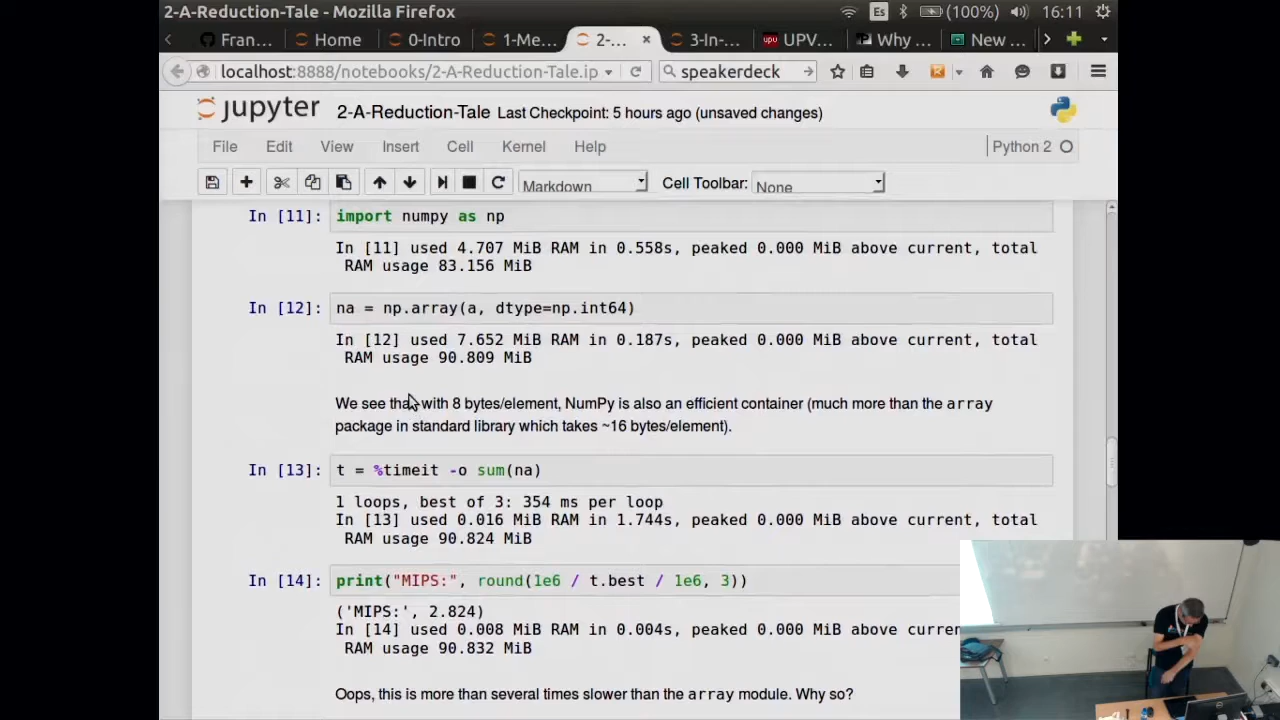 2-A-Reduction-Tale - Mozilla Firefox
Es (100%) 16:11
Fran... Home 0-Intro 1-Me... 2-... 3-In-... UPV... Why ... New ...
localhost:8888/notebooks/2-A-Reduction-Tale.ip speakerdeck
jupyter 2-A-Reduction-Tale Last Checkpoint: 5 hours ago (unsaved changes)
File Edit View Insert Cell Kernel Help Python 2
Markdown Cell Toolbar: None
In [11]: import numpy as np
In [11] used 4.707 MiB RAM in 0.558s, peaked 0.000 MiB above current, total
RAM usage 83.156 MiB
In [12]: na = np.array(a, dtype=np.int64)
In [12] used 7.652 MiB RAM in 0.187s, peaked 0.000 MiB above current, total
RAM usage 90.809 MiB
We see that with 8 bytes/element, NumPy is also an efficient container (much more than the array
package in standard library which takes ~16 bytes/element).
In [13]: t = %timeit -o sum(na)
1 loops, best of 3: 354 ms per loop
In [13] used 0.016 MiB RAM in 1.744s, peaked 0.000 MiB above current, total
RAM usage 90.824 MiB
In [14]: print("MIPS:", round(1e6 / t.best / 1e6, 3))
('MIPS:', 2.824)
In [14] used 0.008 MiB RAM in 0.004s, peaked 0.000 MiB above curren
RAM usage 90.832 MiB
Oops, this is more than several times slower than the array module. Why so?